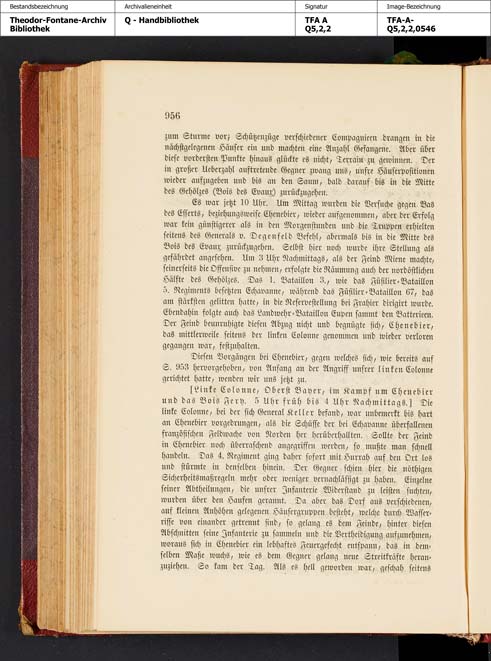 Bestandsbezeichnung
Archivalieneinheit
Signatur
Image-Bezeichnung
Theodor-Fontane-Archiv
Bibliothek
Q - Handbibliothek
TFA A
Q5,2,2
TFA-A-
Q5,2,2,0546
956
zum Sturme vor; Schützenzüge verschiedener Compagnieen drangen in die
nächstgelegenen Häuser ein und machten eine Anzahl Gefangene. Aber über
diese vordersten Punkte hinaus glückte es nicht, Terrain zu gewinnen. Der
in großer Ueberzahl auftretende Gegner zwang uns, unsre Häuserpositionen
wieder aufzugeben und bis an den Saum, bald darauf bis in die Mitte
des Gehölzes (Bois des Evaux) zurückzugehen.
Es war jetzt 10 Uhr. Um Mittag wurden die Versuche gegen Bas
des Esserts, beziehungsweise Chenebier, wieder aufgenommen, aber der Erfolg
war kein günstigerer als in den Morgenstunden und die Truppen erhielten
seitens des Generals v. Degenfeld Befehl, abermals bis in die Mitte des
Bois des Evaux zurückzugehen. Selbst hier noch wurde ihre Stellung als
gefährdet angesehen. Um 3 Uhr Nachmittags, als der Feind Miene machte,
seinerseits die Offensive zu nehmen, erfolgte die Räumung auch der nordöstlichen
Hälfte des Gehölzes. Das 1. Bataillon 3., wie das Füsilier-Bataillon
5. Regiments besetzten Echavanne, während das Füsilier-Bataillon 67, das
am stärksten gelitten hatte, in die Reservestellung bei Frahier dirigirt wurde.
Ebendahin folgte auch das Landwehr-Bataillon Eupen sammt den Batterieen.
Der Feind beunruhigte diesen Abzug nicht und begnügte sich, Chenebier,
das mittlerweile seitens der linken Colonne genommen und wieder verloren
gegangen war, festzuhalten.
Diesen Vorgängen bei Chenebier, gegen welches sich, wie bereits auf
S. 953 hervorgehoben, von Anfang an der Angriff unsrer linken Colonne
gerichtet hatte, wenden wir uns jetzt zu.
[Linke Colonne, Oberst Bayer, im Kampf um Chenebier
und das Bois Fery. 5 Uhr früh bis 4 Uhr Nachmittags.] Die
linke Colonne, bei der sich General Keller befand, war unbemerkt bis hart
an Chenebier vorgedrungen, als die Schüsse der bei Echavanne überfallenen
französischen Feldwache von Norden her herüberhallten. Sollte der Feind
in Chenebier noch überraschend angegriffen werden, so mußte man schnell
handeln. Das 4. Regiment ging daher sofort mit Hurrah auf den Ort los
und stürmte in denselben hinein. Der Gegner schien hier die nöthigen
Sicherheitsmaßregeln mehr oder weniger vernachlässigt zu haben. Einzelne
seiner Abtheilungen, die unsrer Infanterie Widerstand zu leisten suchten,
wurden über den Haufen gerannt. Da aber das Dorf aus verschiedenen,
auf kleinen Anhöhen gelegenen Häusergruppen besteht, welche durch Wasser-
risse von einander getrennt sind, so gelang es dem Feinde, hinter diesen
Abschnitten seine Infanterie zu sammeln und die Vertheidigung aufzunehmen,
woraus sich in Chenebier ein lebhaftes Feuergefecht entspann, das in dem-
selben Maße wuchs, wie es dem Gegner gelang neue Streitkräfte heran-
zuziehen. So kam der Tag. Als es hell geworden war, geschah seitens